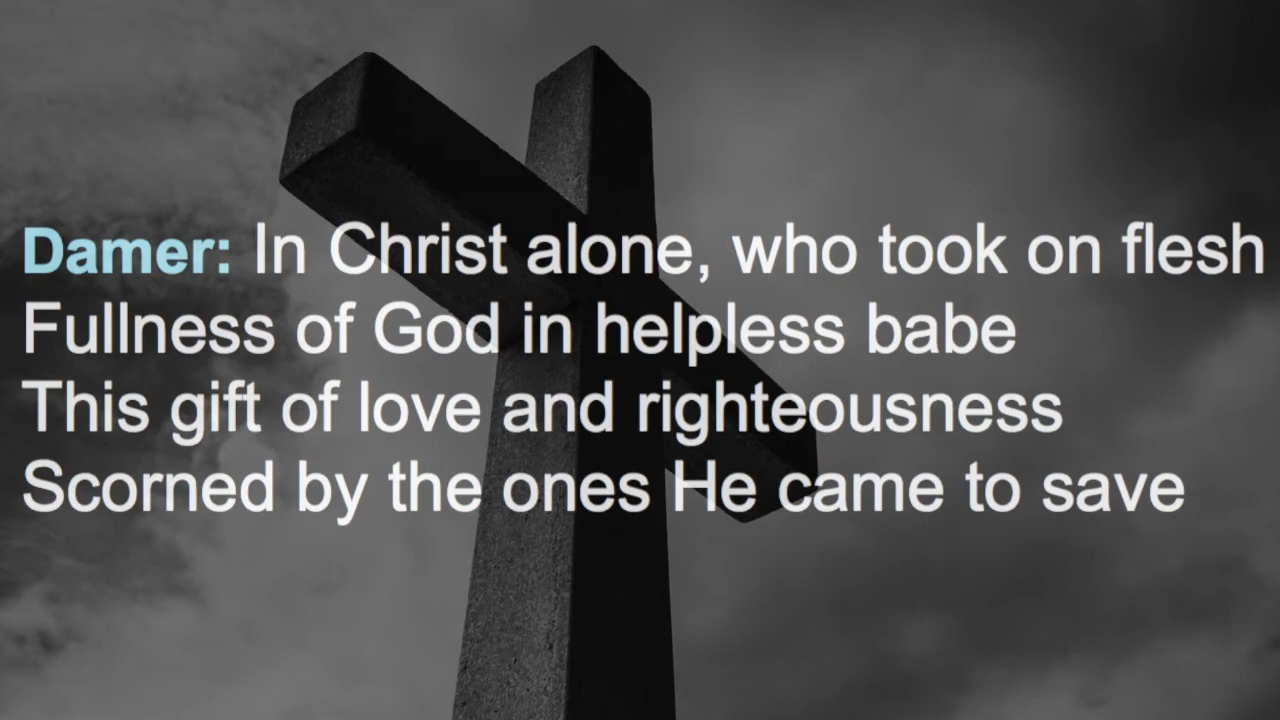 Damer: In Christ alone, who took on flesh
Fullness of God in helpless babe
This gift of love and righteousness
Scorned by the ones He came to save